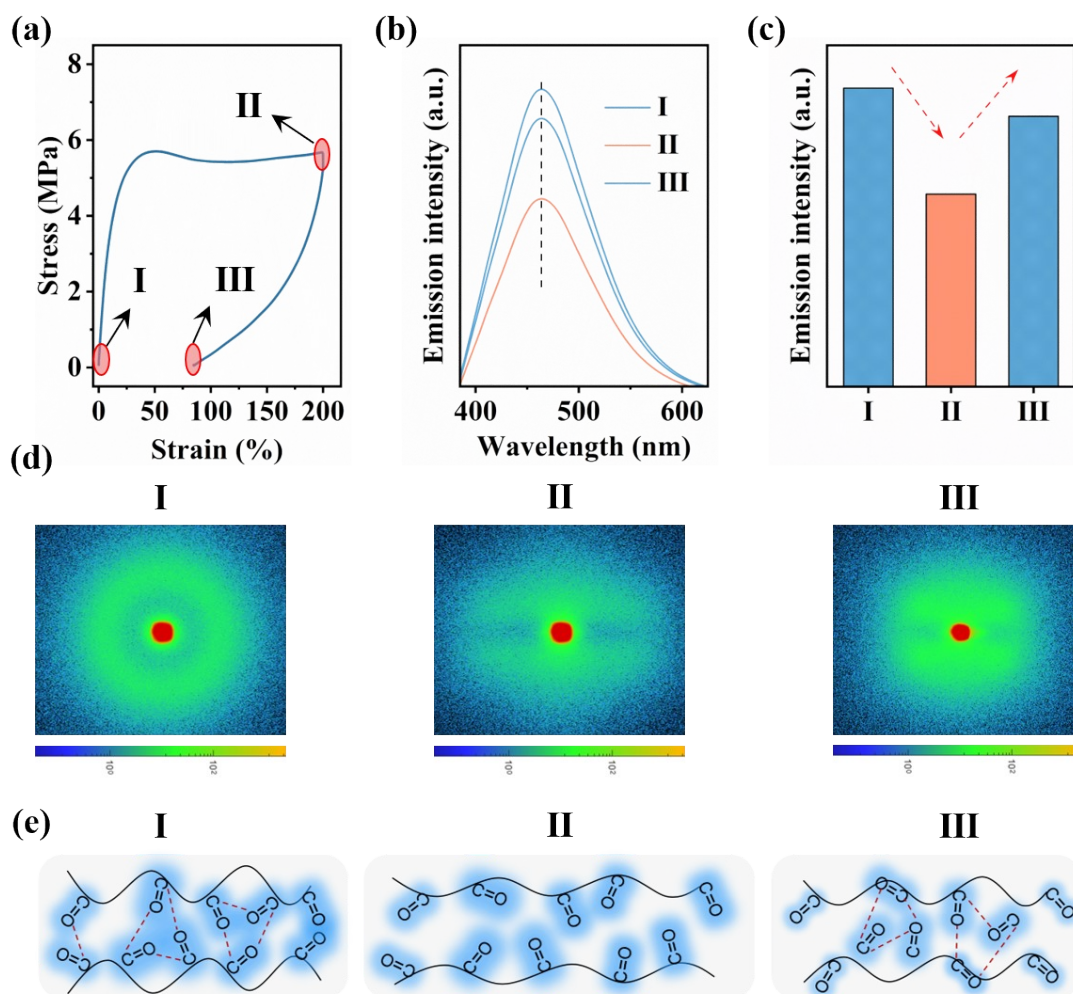 (a)
8
6
4
2
0
Stress (MPa)
I
II
III
0 50 100 150 200
Strain (%)
(b)
Emission intensity (a.u.)
I
II
III
400 500 600
Wavelength (nm)
(c)
Emission intensity (a.u.)
I II III
(d)
I II III
10⁰ 10²
10⁰ 10²
10⁰ 10²
(e)
I II III
C=O C=O C=O C=O C=O C=O C=O C=O C=O
C=O C=O C=O C=O C=O C=O C=O C=O C=O C=O
C=O C=O C=O C=O C=O C=O C=O C=O C=O